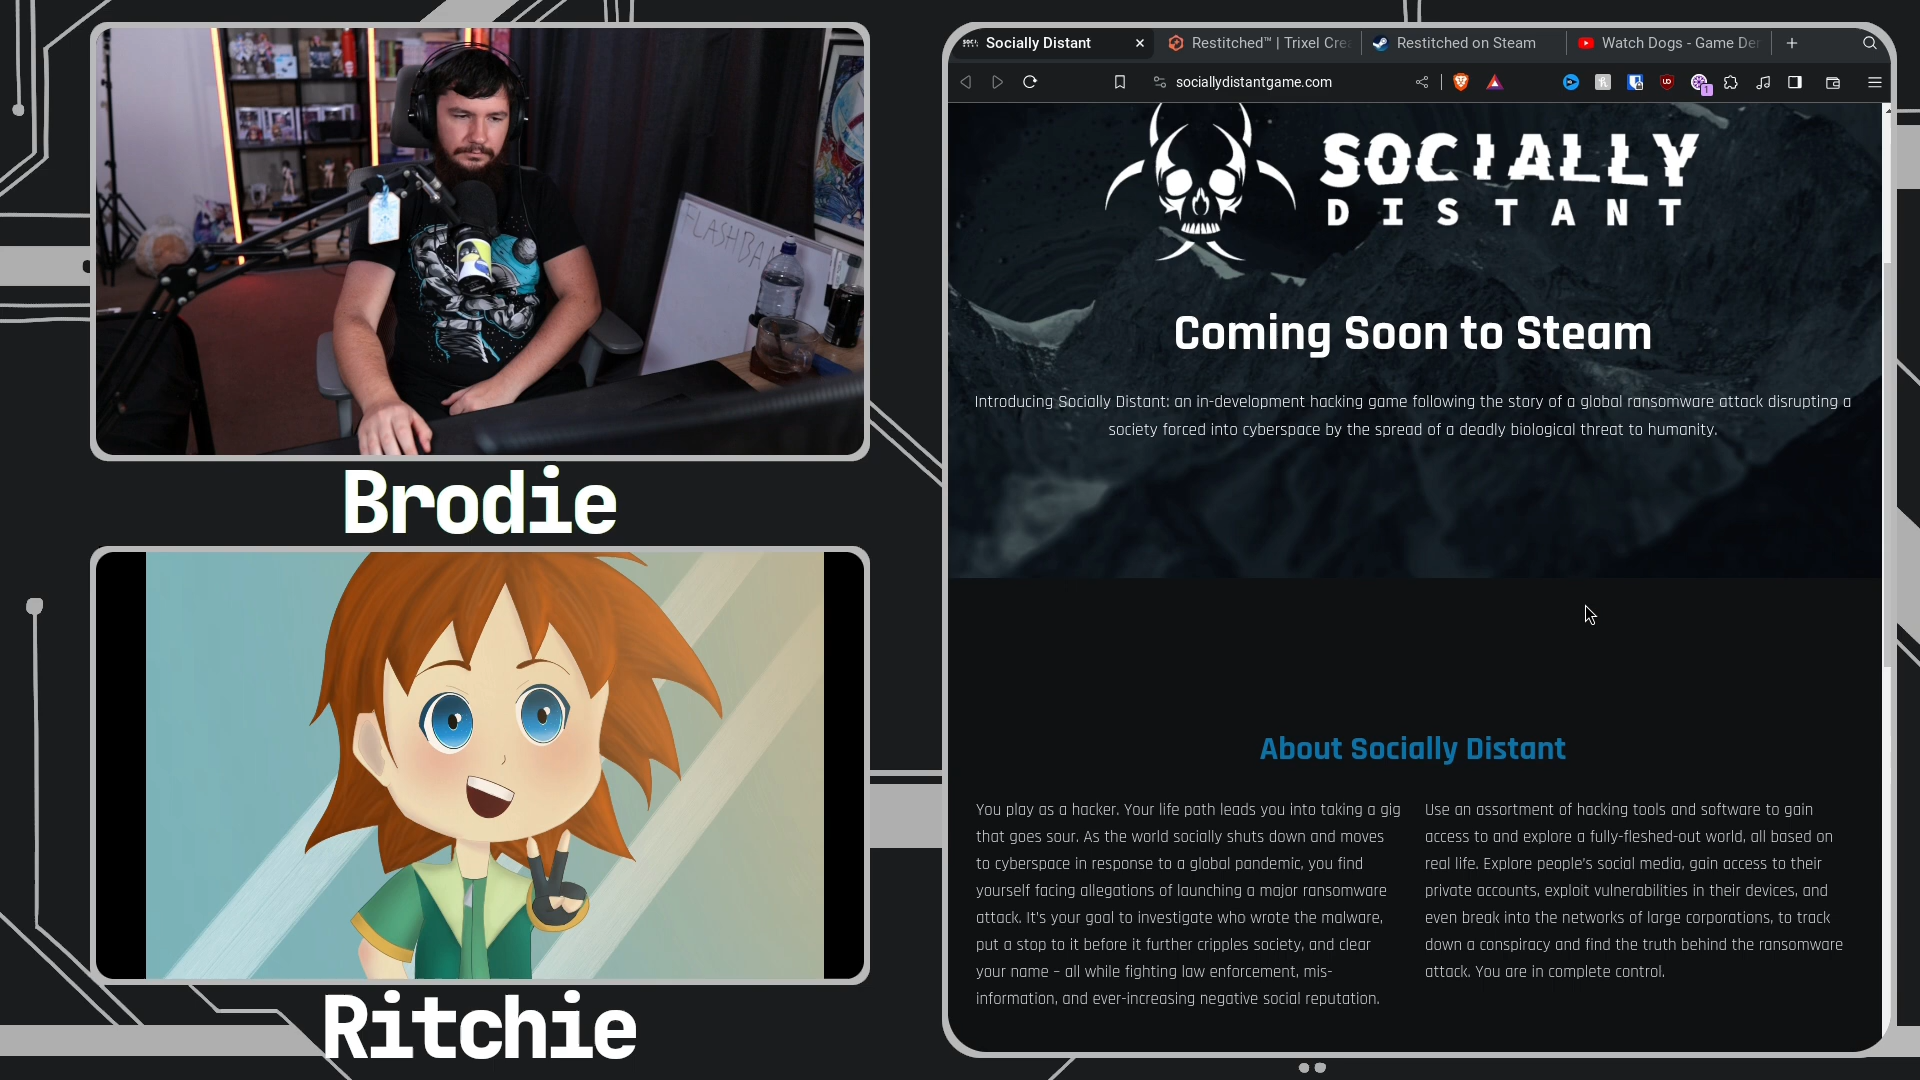 FLASHBA
Brodie
Ritchie
Socially Distant
Restitched™ | Trixel Crea
Restitched on Steam
Watch Dogs - Game De
sociallydistantgame.com
1
SOCIALLY
DISTANT
Coming Soon to Steam
Introducing Socially Distant: an in-development hacking game following the story of a global ransomware attack disrupting a
society forced into cyberspace by the spread of a deadly biological threat to humanity.
About Socially Distant
You play as a hacker. Your life path leads you into taking a gig
that goes sour. As the world socially shuts down and moves
to cyberspace in response to a global pandemic, you find
yourself facing allegations of launching a major ransomware
attack. It's your goal to investigate who wrote the malware,
put a stop to it before it further cripples society, and clear
your name – all while fighting law enforcement, mis-
information, and ever-increasing negative social reputation.
Use an assortment of hacking tools and software to gain
access to and explore a fully-fleshed-out world, all based on
real life. Explore people's social media, gain access to their
private accounts, exploit vulnerabilities in their devices, and
even break into the networks of large corporations, to track
down a conspiracy and find the truth behind the ransomware
attack. You are in complete control.